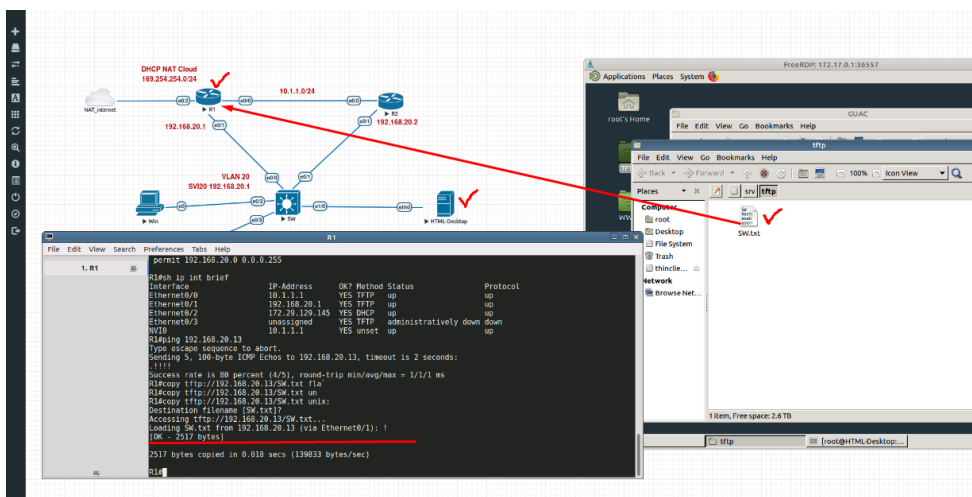 DHCP NAT Cloud
169.254.254.0/24
NAT_internet
e0/2
R1
e0/0
10.1.1.0/24
e0/0
R2
192.168.20.1
e0/1
e0/1
192.168.20.2
VLAN 20
SVI20 192.168.20.1
e0/0
e0/1
Win
e0
e0/2
SW
e1/0
eth0
HTML-Desktop
e0/3
R1
File Edit View Search Preferences Tabs Help
1. R1
permit 192.168.20.0 0.0.0.255
R1#sh ip int brief
Interface IP-Address OK? Method Status Protocol
Ethernet0/0 10.1.1.1 YES TFTP up up
Ethernet0/1 192.168.20.1 YES TFTP up up
Ethernet0/2 172.29.129.145 YES DHCP up up
Ethernet0/3 unassigned YES TFTP administratively down down
NVI0 10.1.1.1 YES unset up up
R1#ping 192.168.20.13
Type escape sequence to abort.
Sending 5, 100-byte ICMP Echos to 192.168.20.13, timeout is 2 seconds:
.!!!!
Success rate is 80 percent (4/5), round-trip min/avg/max = 1/1/1 ms
R1#copy tftp://192.168.20.13/SW.txt fla`
R1#copy tftp://192.168.20.13/SW.txt un
R1#copy tftp://192.168.20.13/SW.txt unix:
Destination filename [SW.txt]?
Accessing tftp://192.168.20.13/SW.txt...
Loading SW.txt from 192.168.20.13 (via Ethernet0/1): !
[OK - 2517 bytes]
2517 bytes copied in 0.018 secs (139833 bytes/sec)
R1#
FreeRDP: 172.17.0.1:36557
Applications Places System
root's Home
GUAC
File Edit View Go Bookmarks Help
tftp
File Edit View Go Bookmarks Help
Back Forward 100% Icon View
Places srv tftp
Computer
root
Desktop
File System
Trash
thinclie...
Network
Browse Net...
SW.txt
1 item, Free space: 2.6 TB
tftp
[root@HTML-Desktop:...